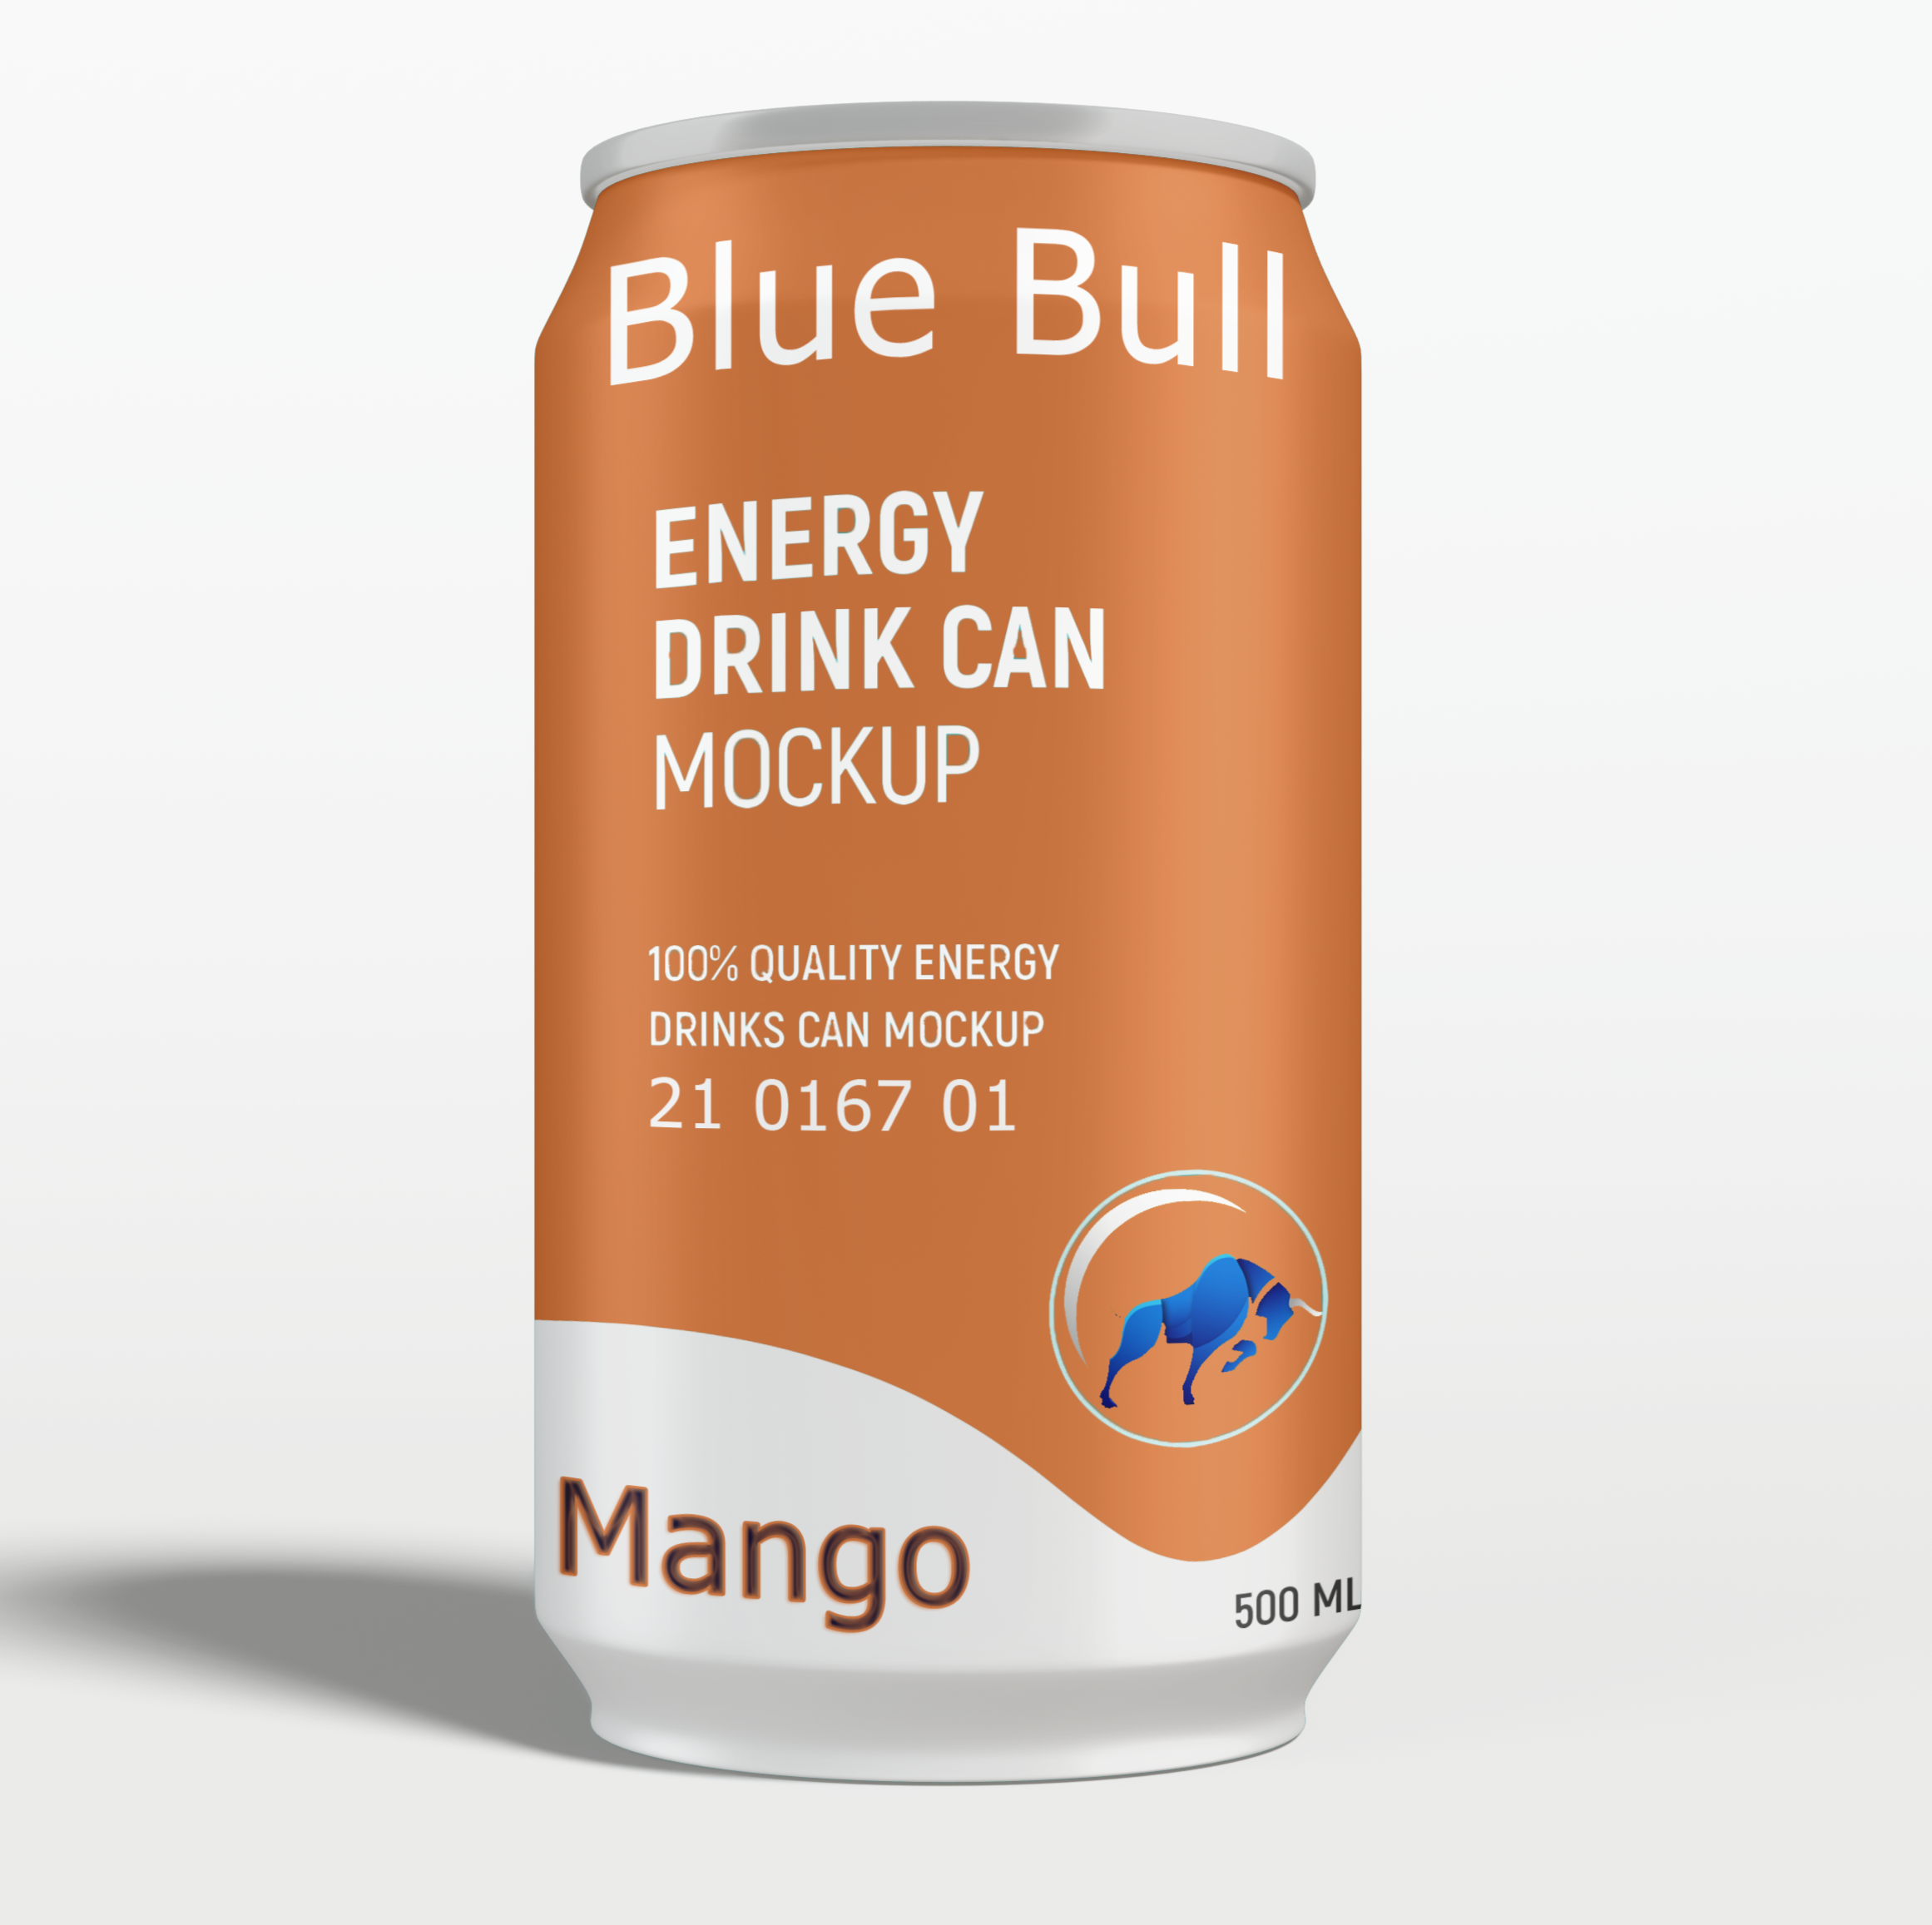 Blue Bull
ENERGY
DRINK CAN
MOCKUP
100% QUALITY ENERGY
DRINKS CAN MOCKUP
21 0167 01
Mango
500 ML